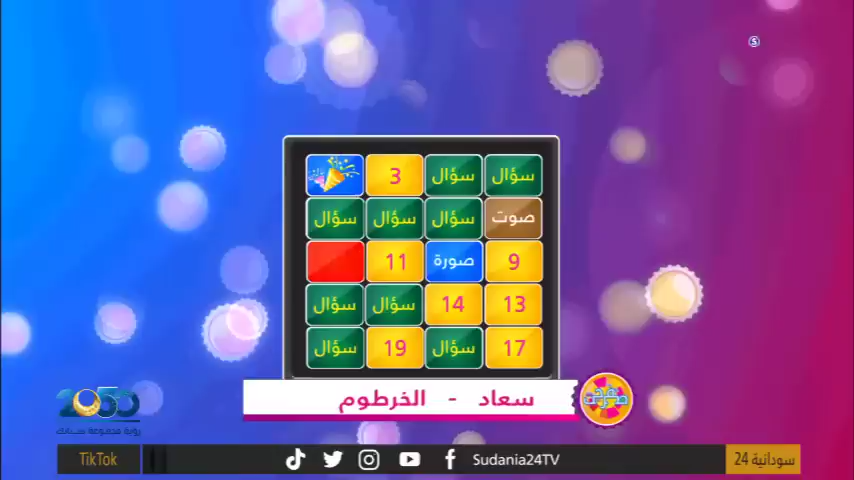 سؤال سؤال 3
صوت سؤال سؤال سؤال
9 صورة 11
13 14 سؤال سؤال
17 سؤال 19 سؤال
سعاد - الخرطوم
2050
سودانية 24
Sudania24TV
TikTok